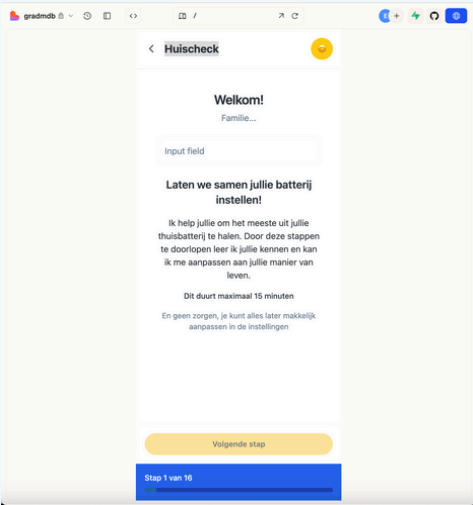 gradmdb
/
E
Huischeck
Welkom!
Familie...
Input field
Laten we samen jullie batterij
instellen!
Ik help jullie om het meeste uit jullie
thuisbatterij te halen. Door deze stappen
te doorlopen leer ik jullie kennen en kan
ik me aanpassen aan jullie manier van
leven.
Dit duurt maximaal 15 minuten
En geen zorgen, je kunt alles later makkelijk
aanpassen in de instellingen
Volgende stap
Stap 1 van 16